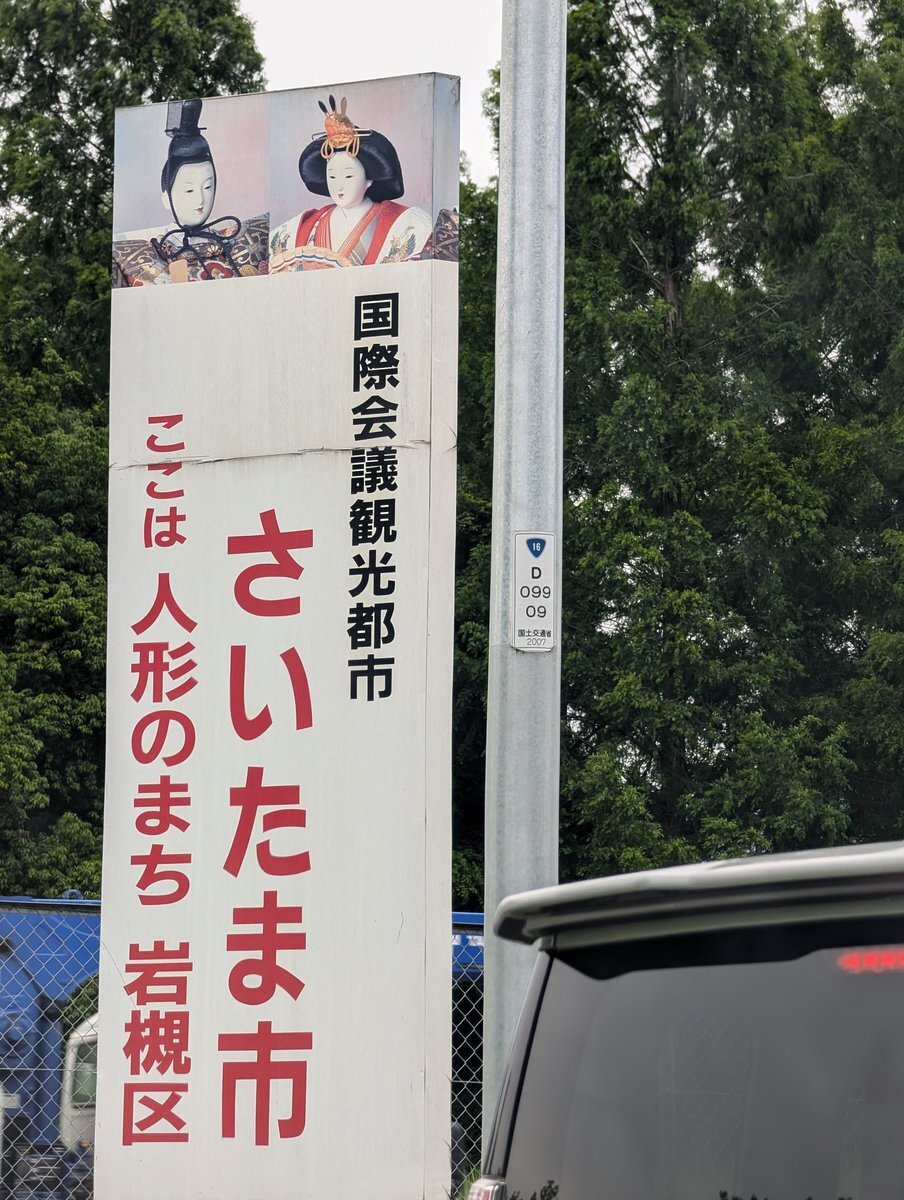 国際会議観光都市
さいたま市
ここは 人形のまち 岩槻区
16
D
099
09
国土交通省
2007